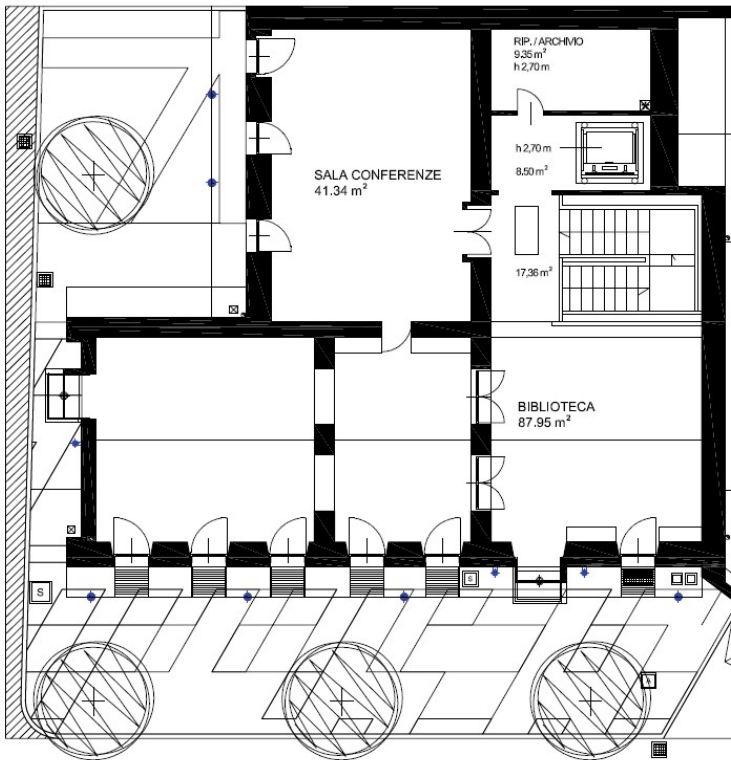 RIP. / ARCHIVIO
9.35 m²
h 2,70 m
h 2,70 m
8.50 m²
SALA CONFERENZE
41.34 m²
17,36 m²
BIBLIOTECA
87.95 m²
S
S